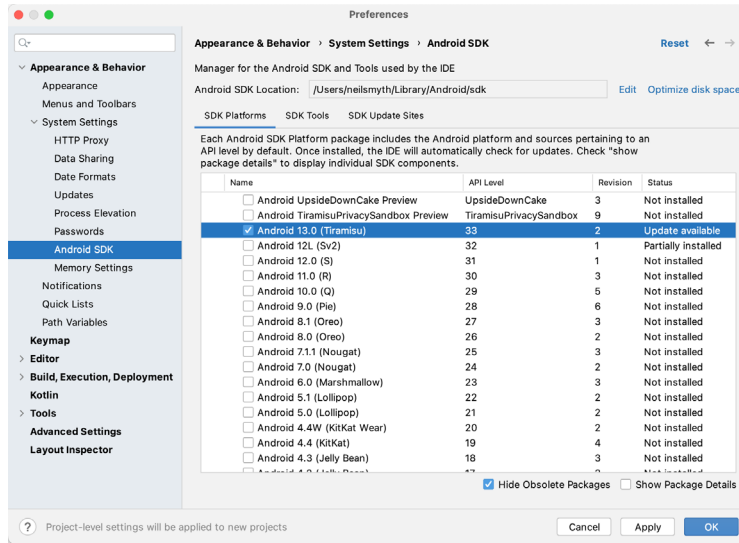 Preferences
Appearance & Behavior › System Settings › Android SDK
Reset
Manager for the Android SDK and Tools used by the IDE
Android SDK Location: /Users/neilsmyth/Library/Android/sdk Edit Optimize disk space
Appearance & Behavior
Appearance
Menus and Toolbars
System Settings
HTTP Proxy
Data Sharing
Date Formats
Updates
Process Elevation
Passwords
Android SDK
Memory Settings
Notifications
Quick Lists
Path Variables
Keymap
Editor
Build, Execution, Deployment
Kotlin
Tools
Advanced Settings
Layout Inspector
SDK Platforms SDK Tools SDK Update Sites
Each Android SDK Platform package includes the Android platform and sources pertaining to an
API level by default. Once installed, the IDE will automatically check for updates. Check "show
package details" to display individual SDK components.
Name API Level Revision Status
Android UpsideDownCake Preview UpsideDownCake 3 Not installed
Android TiramisuPrivacySandbox Preview TiramisuPrivacySandbox 9 Not installed
Android 13.0 (Tiramisu) 33 2 Update available
Android 12L (Sv2) 32 1 Partially installed
Android 12.0 (S) 31 1 Not installed
Android 11.0 (R) 30 3 Not installed
Android 10.0 (Q) 29 5 Not installed
Android 9.0 (Pie) 28 6 Not installed
Android 8.1 (Oreo) 27 3 Not installed
Android 8.0 (Oreo) 26 2 Not installed
Android 7.1.1 (Nougat) 25 3 Not installed
Android 7.0 (Nougat) 24 2 Not installed
Android 6.0 (Marshmallow) 23 3 Not installed
Android 5.1 (Lollipop) 22 2 Not installed
Android 5.0 (Lollipop) 21 2 Not installed
Android 4.4W (KitKat Wear) 20 2 Not installed
Android 4.4 (KitKat) 19 4 Not installed
Android 4.3 (Jelly Bean) 18 3 Not installed
Hide Obsolete Packages Show Package Details
? Project-level settings will be applied to new projects
Cancel Apply OK